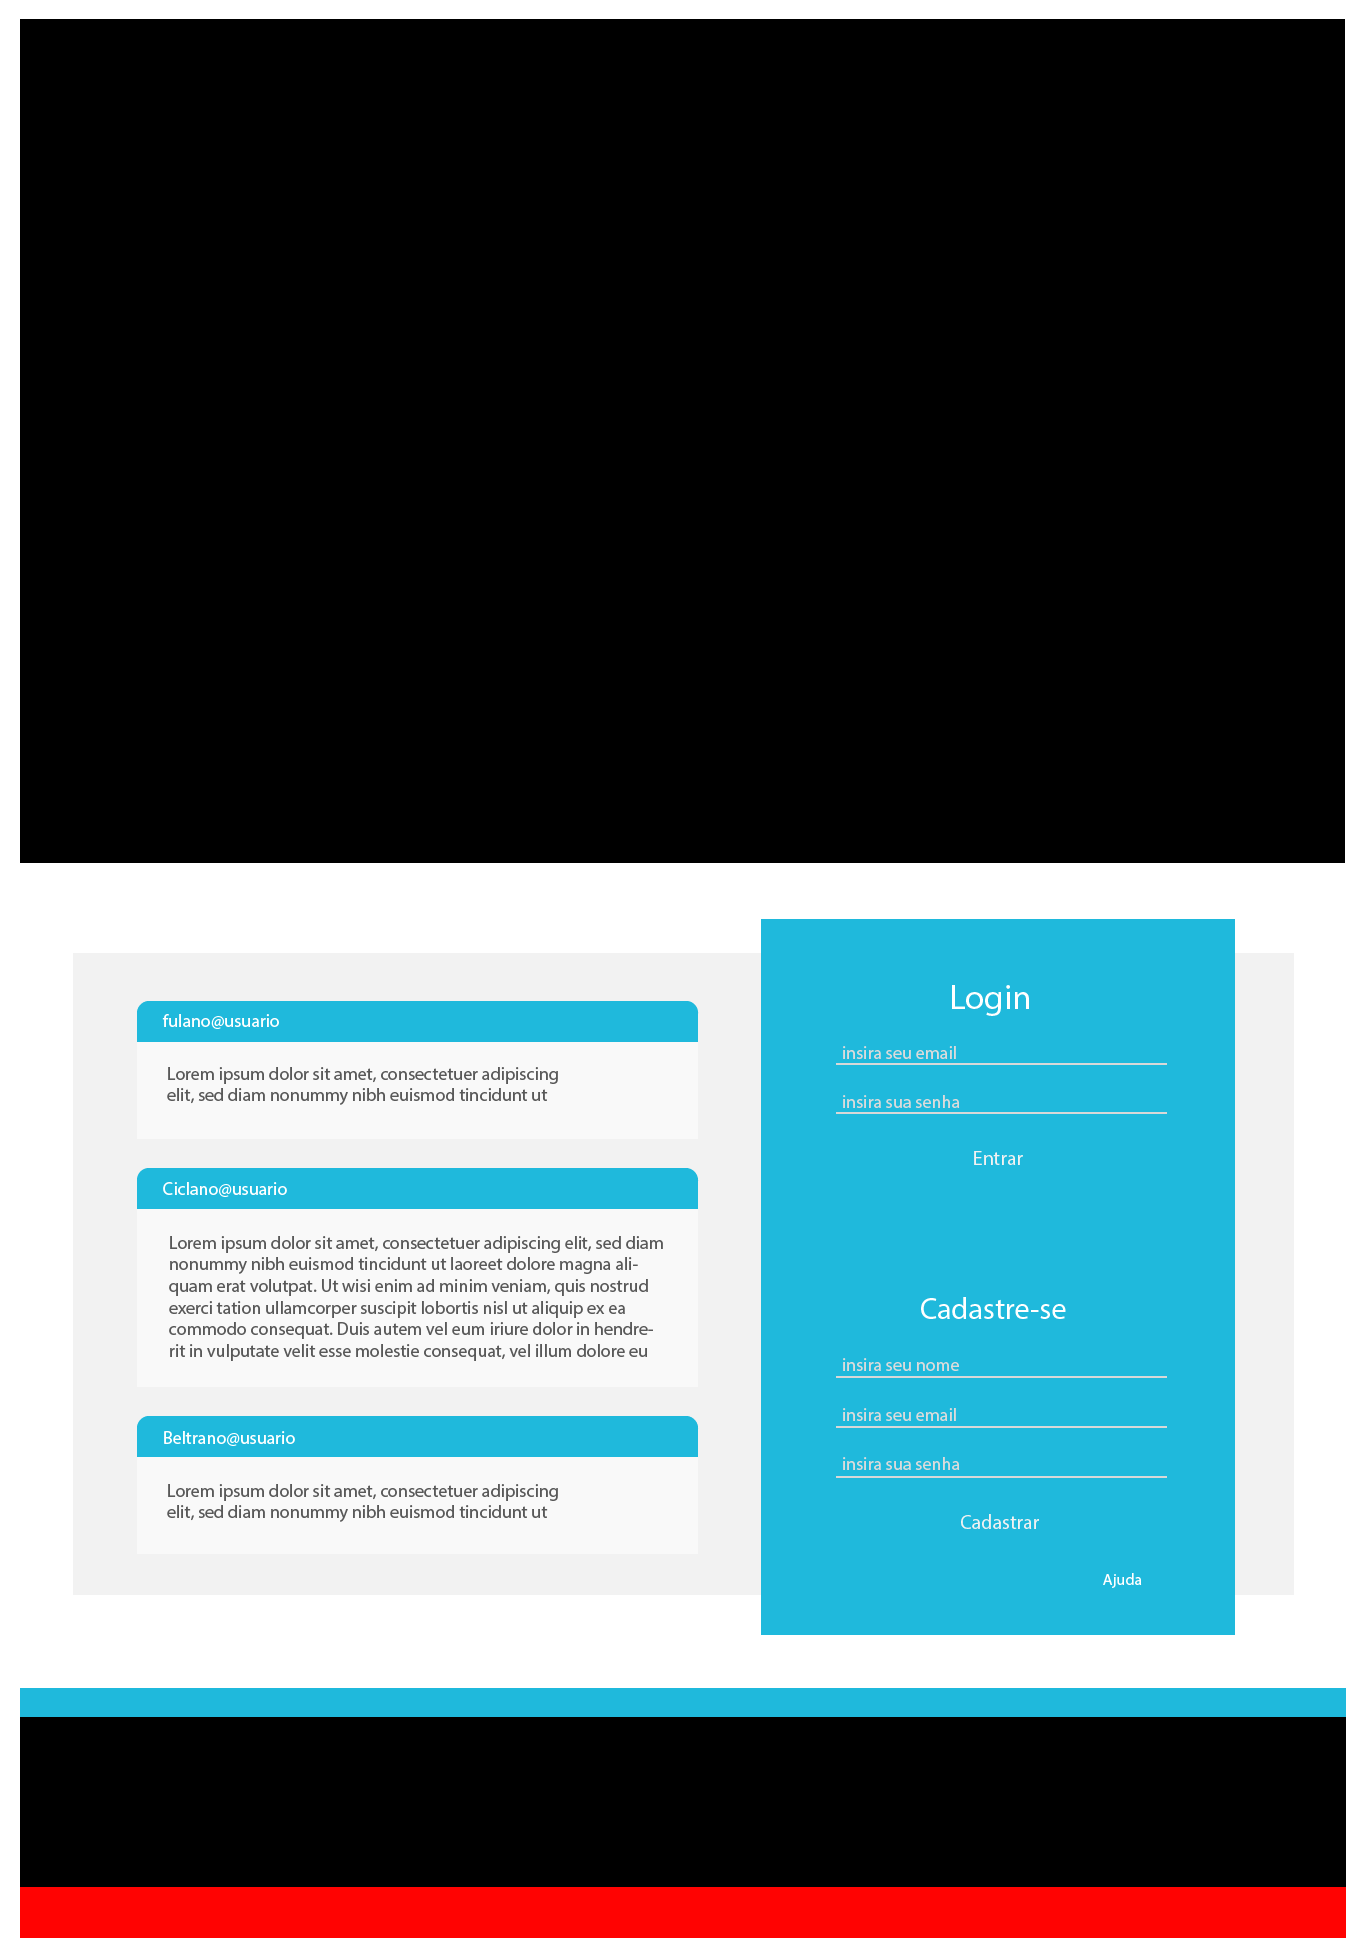 fulano@usuario
Lorem ipsum dolor sit amet, consectetuer adipiscing
elit, sed diam nonummy nibh euismod tincidunt ut
Ciclano@usuario
Lorem ipsum dolor sit amet, consectetuer adipiscing elit, sed diam
nonummy nibh euismod tincidunt ut laoreet dolore magna ali-
quam erat volutpat. Ut wisi enim ad minim veniam, quis nostrud
exerci tation ullamcorper suscipit lobortis nisl ut aliquip ex ea
commodo consequat. Duis autem vel eum iriure dolor in hendre-
rit in vulputate velit esse molestie consequat, vel illum dolore eu
Beltrano@usuario
Lorem ipsum dolor sit amet, consectetuer adipiscing
elit, sed diam nonummy nibh euismod tincidunt ut
Login
insira seu email
insira sua senha
Entrar
Cadastre-se
insira seu nome
insira seu email
insira sua senha
Cadastrar
Ajuda